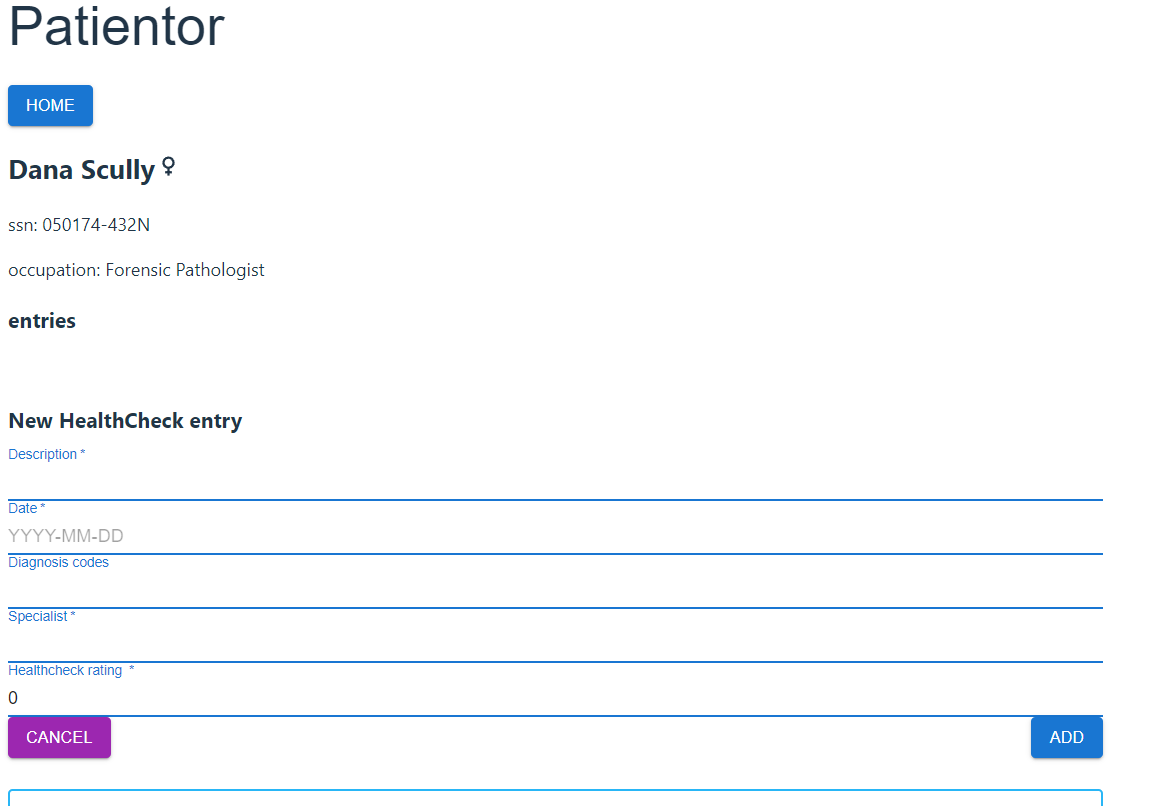 Patientor
HOME
Dana Scully
ssn: 050174-432N
occupation: Forensic Pathologist
entries
New HealthCheck entry
Description *
Date *
YYYY-MM-DD
Diagnosis codes
Specialist *
Healthcheck rating *
0
CANCEL ADD